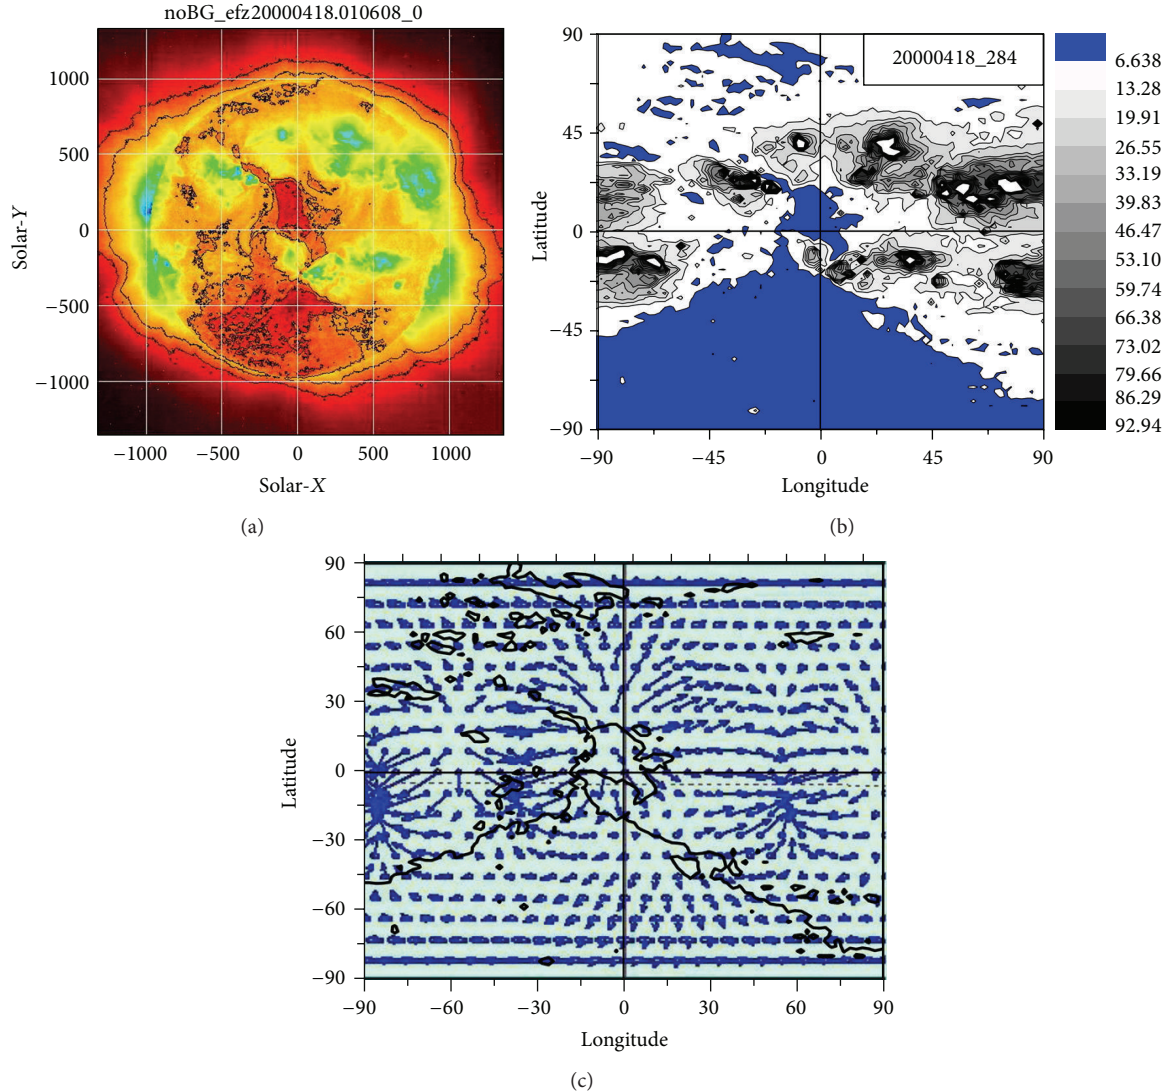 noBG_efz20000418.010608_0
1000
500
0
−500
−1000
Solar-Y
−1000 −500 0 500 1000
Solar-X
(a)
90
45
0
−45
−90
Latitude
20000418_284
−90 −45 0 45 90
Longitude
6.638
13.28
19.91
26.55
33.19
39.83
46.47
53.10
59.74
66.38
73.02
79.66
86.29
92.94
(b)
90
60
30
0
−30
−60
−90
Latitude
−90 −60 −30 0 30 60 90
Longitude
(c)